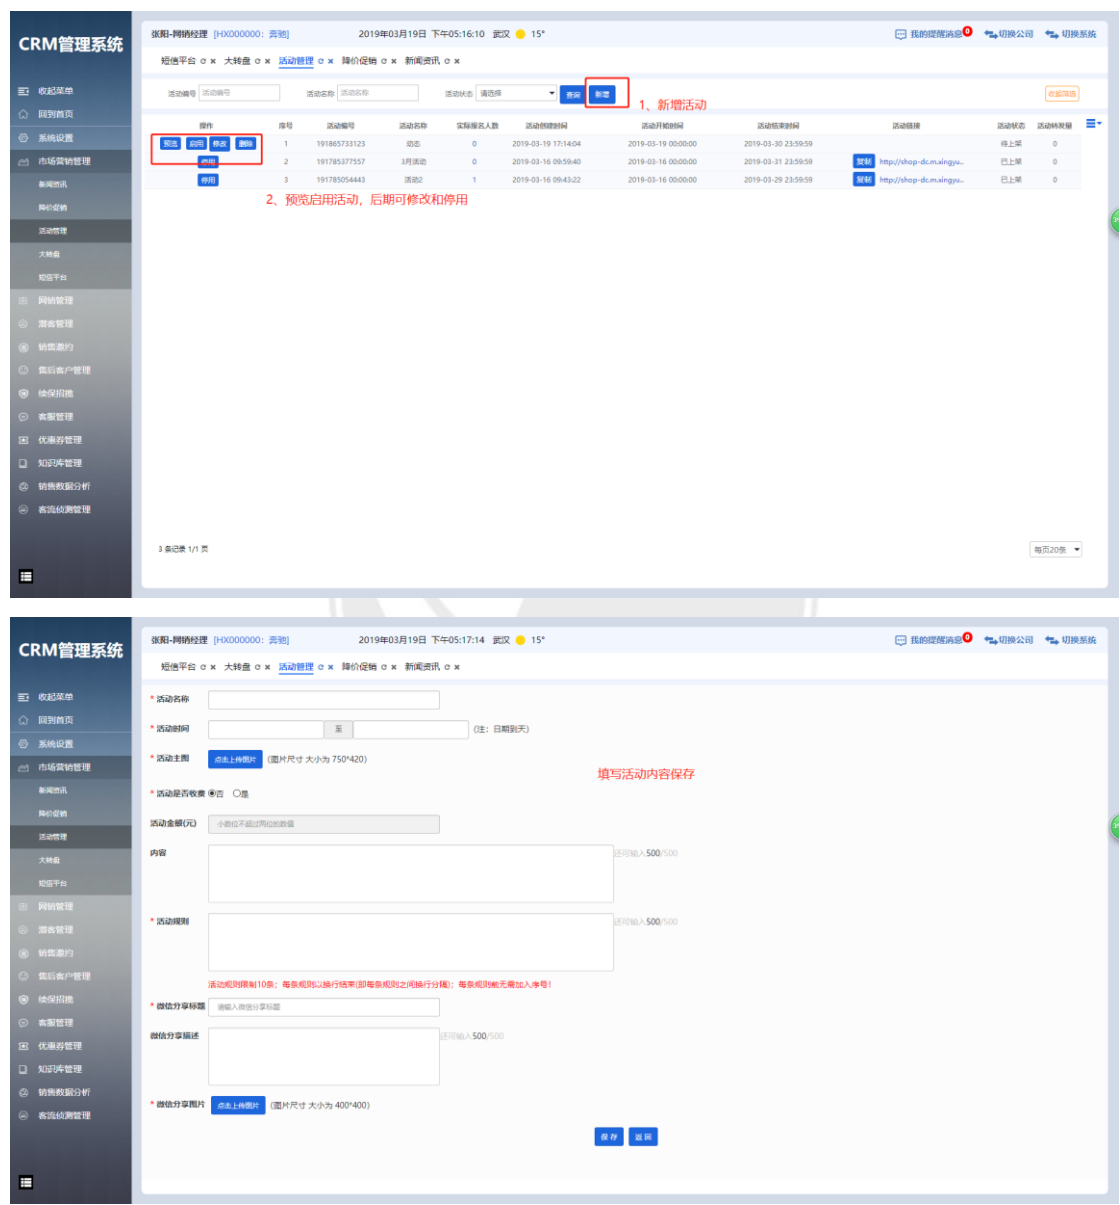 CRM管理系统
张阳-网销经理 [HX000000：奔驰] 2019年03月19日 下午05:16:10 武汉 15° 我的提醒消息 0 切换公司 切换系统
短信平台 大转盘 活动管理 降价促销 新闻资讯
收起菜单
回到首页
系统设置
市场营销管理
新闻资讯
降价促销
活动管理
大转盘
短信平台
网销管理
潜客管理
销售邀约
售后客户管理
续保招揽
客服管理
优惠券管理
知识库管理
销售数据分析
客流侦测管理
活动编号 活动编号 活动名称 活动名称 活动状态 请选择 查询 新增 收起筛选
1、新增活动
操作 序号 活动编号 活动名称 实际报名人数 活动创建时间 活动开始时间 活动结束时间 活动链接 活动状态 活动转发量
预览 启用 修改 删除 1 191865733123 动态 0 2019-03-19 17:14:04 2019-03-19 00:00:00 2019-03-30 23:59:59 待上架 0
停用 2 191785377557 3月活动 0 2019-03-16 09:59:40 2019-03-16 00:00:00 2019-03-31 23:59:59 复制 http://shop-dc.m.xingyu... 已上架 0
停用 3 191785054443 活动2 1 2019-03-16 09:43:22 2019-03-16 00:00:00 2019-03-29 23:59:59 复制 http://shop-dc.m.xingyu... 已上架 0
2、预览启用活动，后期可修改和停用
3 条记录 1/1 页 每页20条
CRM管理系统
张阳-网销经理 [HX000000：奔驰] 2019年03月19日 下午05:17:14 武汉 15° 我的提醒消息 0 切换公司 切换系统
短信平台 大转盘 活动管理 降价促销 新闻资讯
收起菜单
回到首页
系统设置
市场营销管理
新闻资讯
降价促销
活动管理
大转盘
短信平台
网销管理
潜客管理
销售邀约
售后客户管理
续保招揽
客服管理
优惠券管理
知识库管理
销售数据分析
客流侦测管理
* 活动名称
* 活动时间 至 (注：日期到天)
* 活动主图 点击上传图片 (图片尺寸 大小为 750*420)
填写活动内容保存
* 活动是否收费 否 是
活动金额(元) 小数位不超过两位的数值
内容 还可输入500/500
* 活动规则 还可输入500/500
活动规则限制10条；每条规则以换行结束(即每条规则之间换行分隔)；每条规则前无需加入序号！
* 微信分享标题 请输入微信分享标题
微信分享描述 还可输入500/500
* 微信分享图片 点击上传图片 (图片尺寸 大小为 400*400)
保存 返回